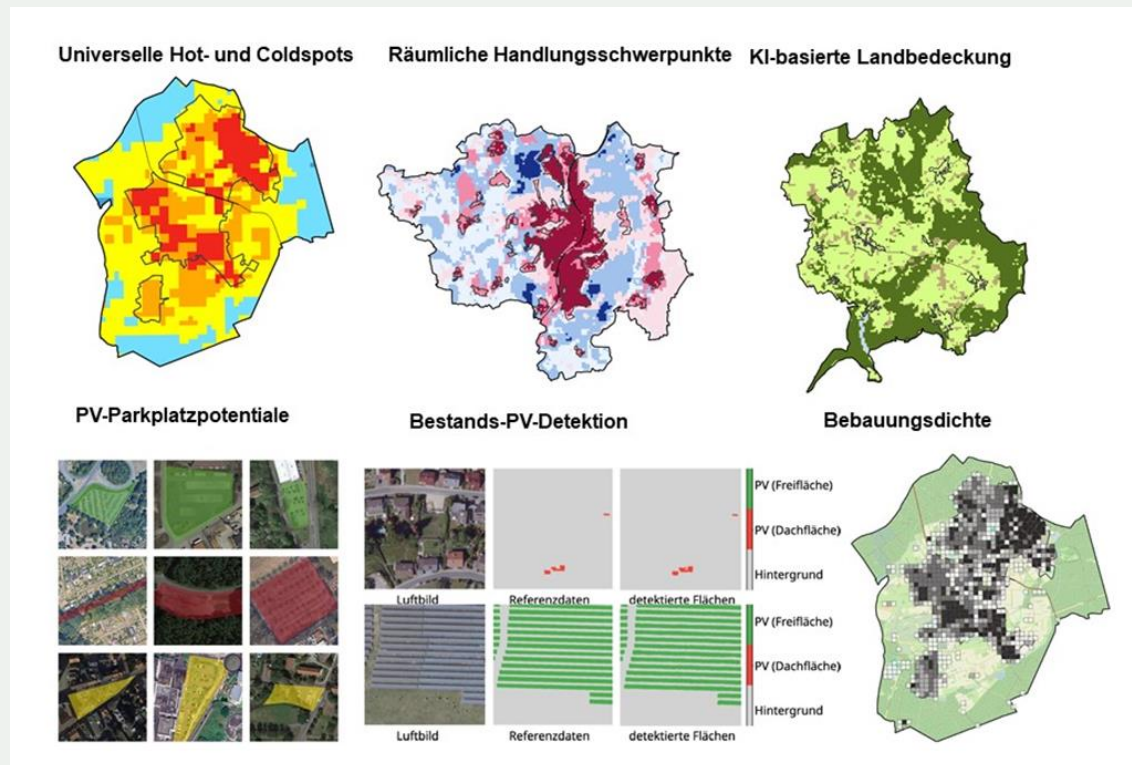 Universelle Hot- und Coldspots
Räumliche Handlungsschwerpunkte
KI-basierte Landbedeckung
PV-Parkplatzpotentiale
Bestands-PV-Detektion
Bebauungsdichte
PV (Freifläche)
PV (Dachfläche)
Hintergrund
Luftbild
Referenzdaten
detektierte Flächen
PV (Freifläche)
PV (Dachfläche)
Hintergrund
Luftbild
Referenzdaten
detektierte Flächen